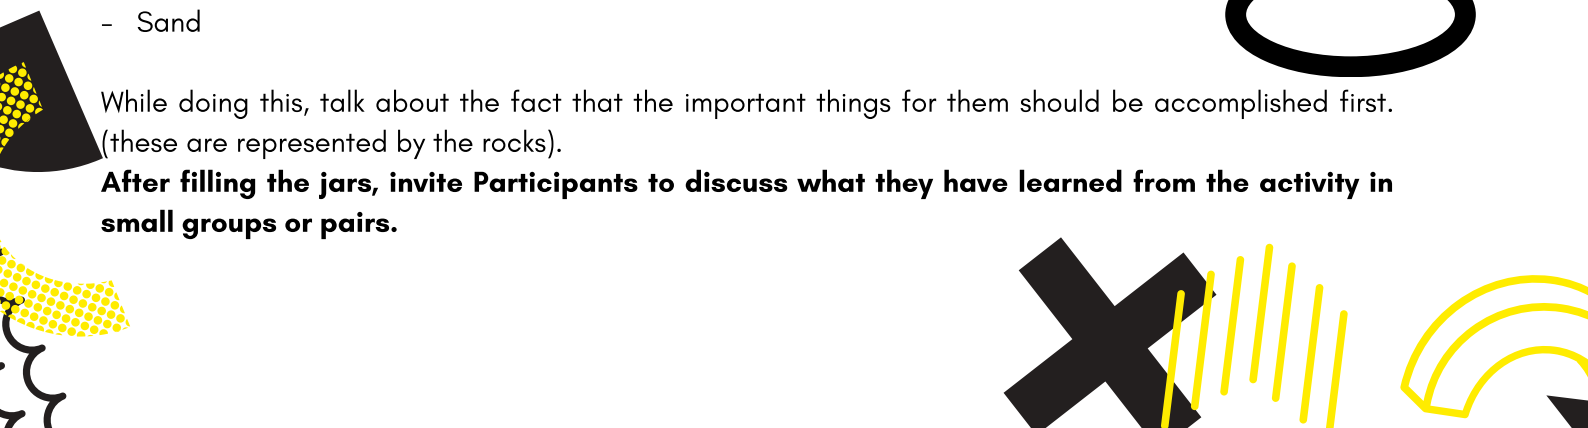 - Sand
While doing this, talk about the fact that the important things for them should be accomplished first.
(these are represented by the rocks).
After filling the jars, invite Participants to discuss what they have learned from the activity in
small groups or pairs.